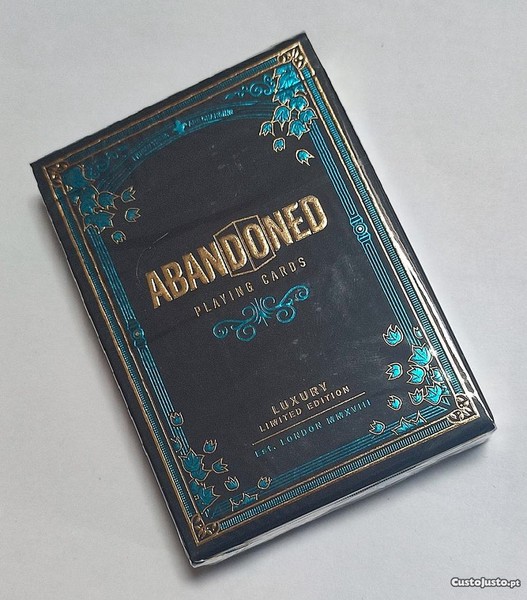 ABANDONED
PLAYING CARDS
LUXURY
LIMITED EDITION
Est. LONDON MMXVIII
CustoJusto.pt